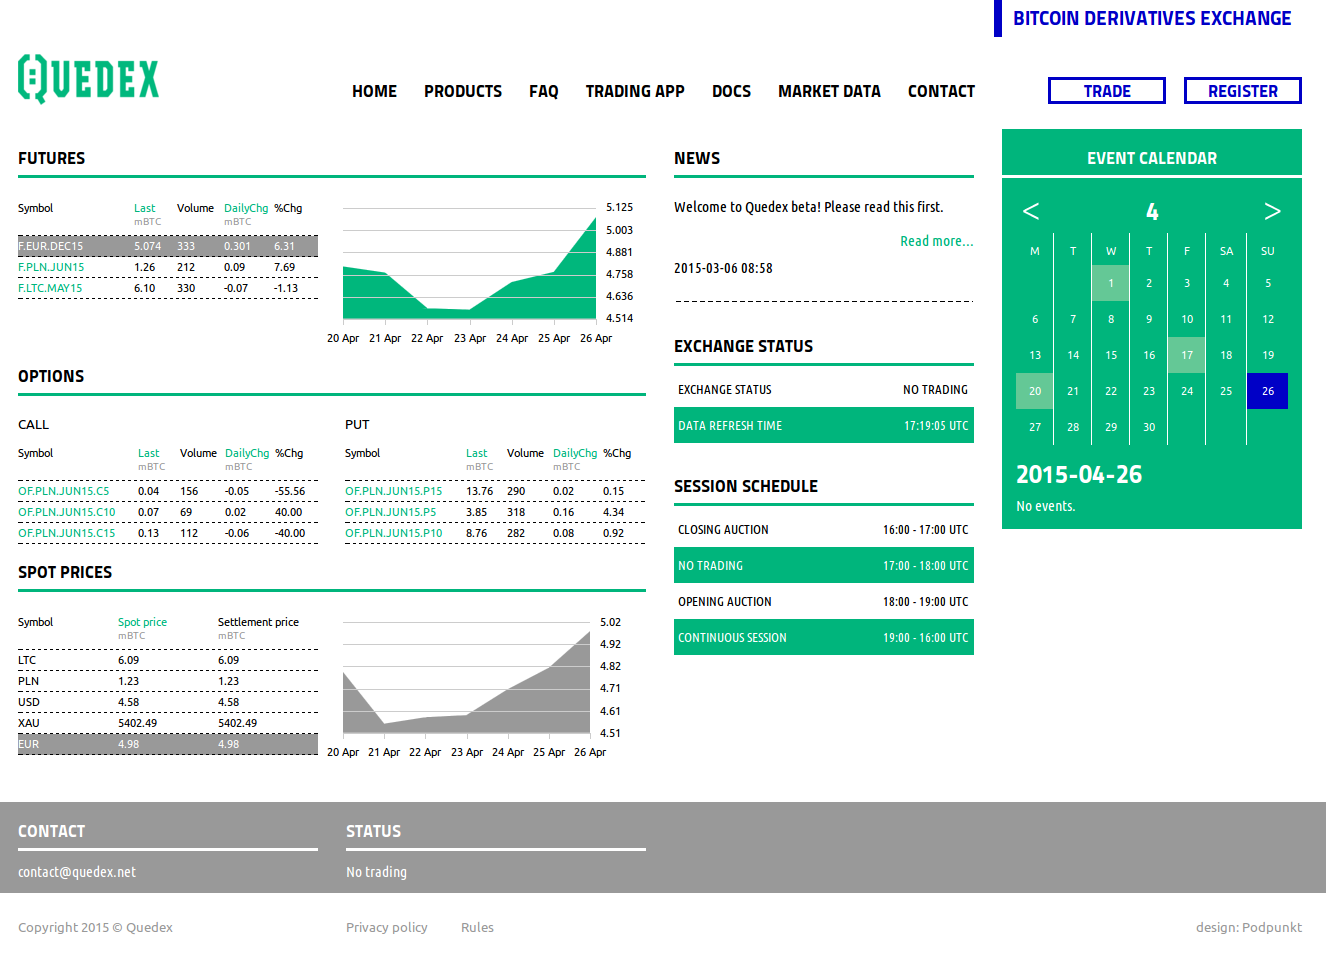 BITCOIN DERIVATIVES EXCHANGE
QUEDEX
HOME PRODUCTS FAQ TRADING APP DOCS MARKET DATA CONTACT TRADE REGISTER
FUTURES
Symbol Last Volume DailyChg %Chg
mBTC mBTC
F.EUR.DEC15 5.074 333 0.301 6.31
F.PLN.JUN15 1.26 212 0.09 7.69
F.LTC.MAY15 6.10 330 -0.07 -1.13
5.125
5.003
4.881
4.758
4.636
4.514
20 Apr 21 Apr 22 Apr 23 Apr 24 Apr 25 Apr 26 Apr
OPTIONS
CALL
Symbol Last Volume DailyChg %Chg
mBTC mBTC
OF.PLN.JUN15.C5 0.04 156 -0.05 -55.56
OF.PLN.JUN15.C10 0.07 69 0.02 40.00
OF.PLN.JUN15.C15 0.13 112 -0.06 -40.00
PUT
Symbol Last Volume DailyChg %Chg
mBTC mBTC
OF.PLN.JUN15.P15 13.76 290 0.02 0.15
OF.PLN.JUN15.P5 3.85 318 0.16 4.34
OF.PLN.JUN15.P10 8.76 282 0.08 0.92
SPOT PRICES
Symbol Spot price Settlement price
mBTC mBTC
LTC 6.09 6.09
PLN 1.23 1.23
USD 4.58 4.58
XAU 5402.49 5402.49
EUR 4.98 4.98
5.02
4.92
4.82
4.71
4.61
4.51
20 Apr 21 Apr 22 Apr 23 Apr 24 Apr 25 Apr 26 Apr
NEWS
Welcome to Quedex beta! Please read this first.
Read more...
2015-03-06 08:58
EXCHANGE STATUS
EXCHANGE STATUS NO TRADING
DATA REFRESH TIME 17:19:05 UTC
SESSION SCHEDULE
CLOSING AUCTION 16:00 - 17:00 UTC
NO TRADING 17:00 - 18:00 UTC
OPENING AUCTION 18:00 - 19:00 UTC
CONTINUOUS SESSION 19:00 - 16:00 UTC
EVENT CALENDAR
< 4 >
M T W T F SA SU
1 2 3 4 5
6 7 8 9 10 11 12
13 14 15 16 17 18 19
20 21 22 23 24 25 26
27 28 29 30
2015-04-26
No events.
CONTACT
contact@quedex.net
STATUS
No trading
Copyright 2015 © Quedex Privacy policy Rules design: Podpunkt